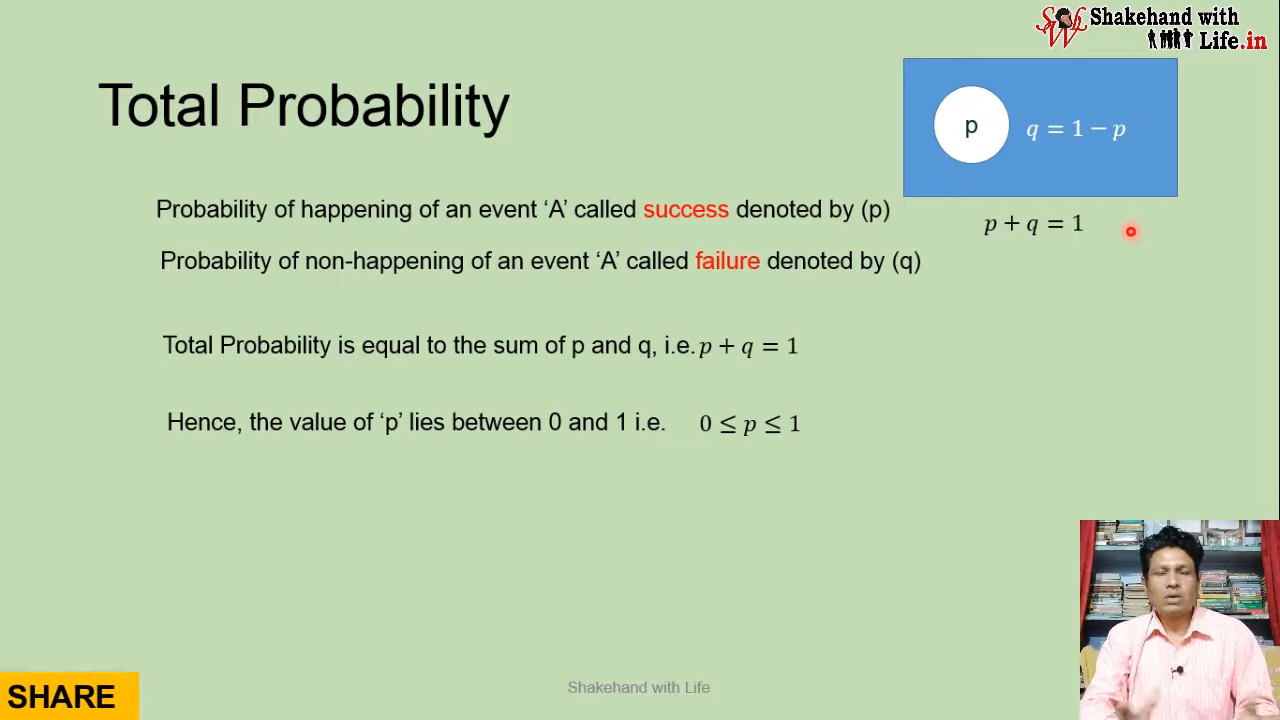 Shakehand with
Life.in
Total Probability
p
q = 1 − p
Probability of happening of an event ‘A’ called success denoted by (p)
p + q = 1
Probability of non-happening of an event ‘A’ called failure denoted by (q)
Total Probability is equal to the sum of p and q, i.e. p + q = 1
Hence, the value of ‘p’ lies between 0 and 1 i.e. 0 ≤ p ≤ 1
Shakehand with Life
SHARE